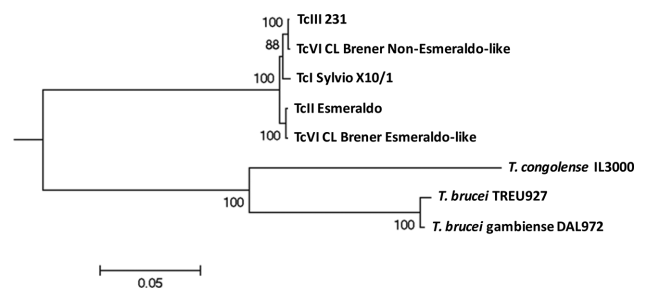 100 TcIII 231
88 TcVI CL Brener Non-Esmeraldo-like
100 TcI Sylvio X10/1
TcII Esmeraldo
100 TcVI CL Brener Esmeraldo-like
T. congolense IL3000
T. brucei TREU927
100
100 T. brucei gambiense DAL972
0.05